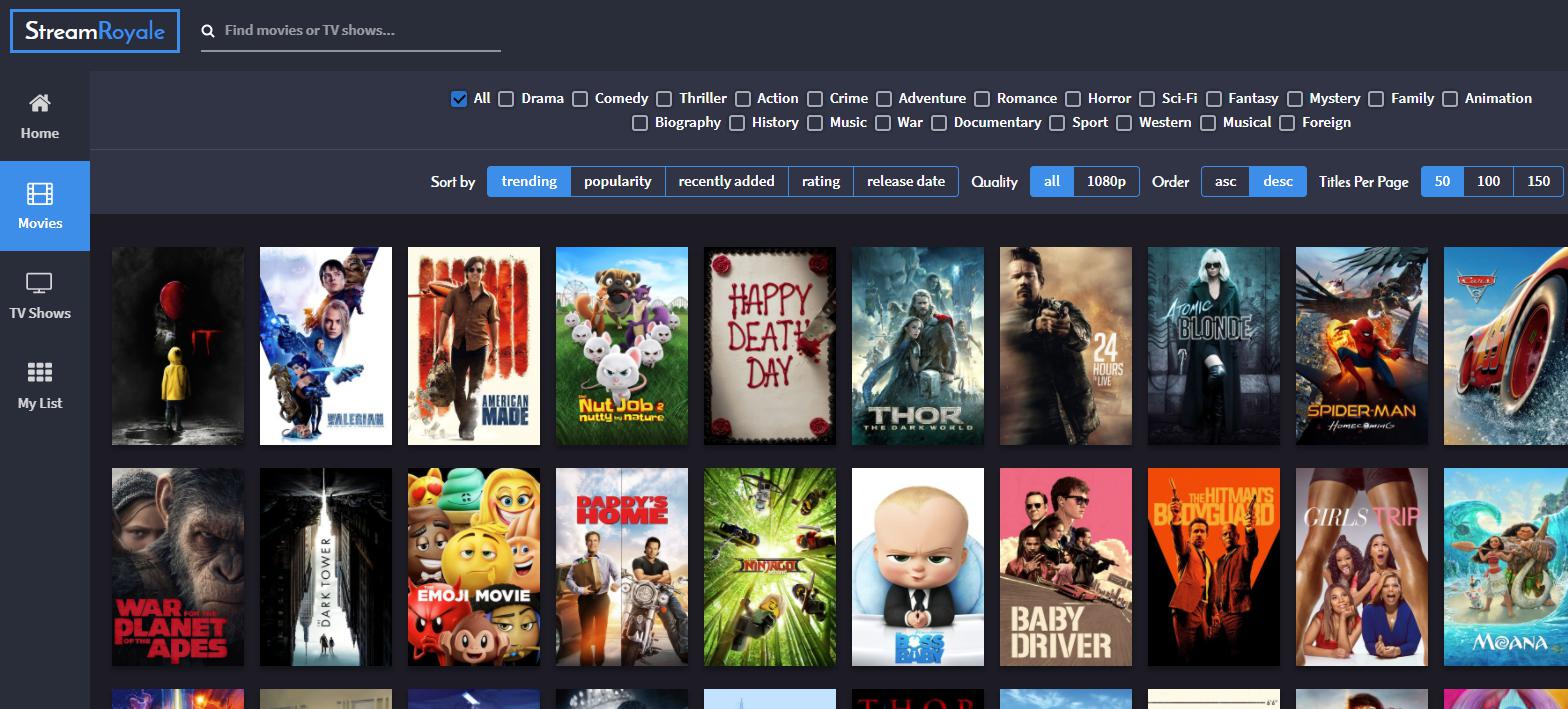 StreamRoyale
Find movies or TV shows...
Home
Movies
TV Shows
My List
All Drama Comedy Thriller Action Crime Adventure Romance Horror Sci-Fi Fantasy Mystery Family Animation
Biography History Music War Documentary Sport Western Musical Foreign
Sort by trending popularity recently added rating release date Quality all 1080p Order asc desc Titles Per Page 50 100 150
IT
VALERIAN
AMERICAN
MADE
The
Nut Job 2
nutty by nature
HAPPY
DEATH
DAY
THOR
THE DARK WORLD
24
HOURS
TO LIVE
ATOMIC
BLONDE
SPIDER-MAN
HOMECOMING
Cars
3
WAR FOR THE
PLANET
OF THE APES
THE DARK TOWER
EMOJI MOVIE
DADDY'S
HOME
NINJAGO
BOSS
BABY
BABY
DRIVER
THE HITMAN'S
BODYGUARD
GIRLS TRIP
MOANA
THOR